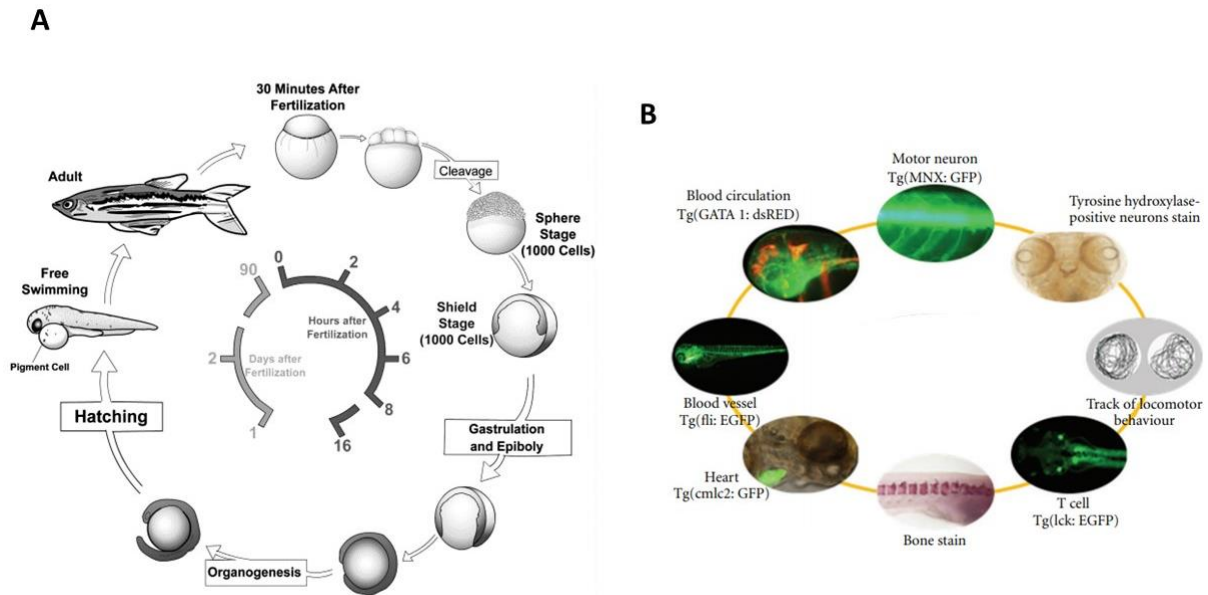 A
30 Minutes After
Fertilization
Cleavage
Sphere
Stage
(1000 Cells)
Shield
Stage
(1000 Cells)
Gastrulation
and Epiboly
Organogenesis
Hatching
Free
Swimming
Pigment Cell
Adult
0
2
4
6
8
16
Hours after
Fertilization
90
2
1
Days after
Fertilization
B
Motor neuron
Tg(MNX: GFP)
Tyrosine hydroxylase-
positive neurons stain
Track of locomotor
behaviour
T cell
Tg(lck: EGFP)
Bone stain
Heart
Tg(cmlc2: GFP)
Blood vessel
Tg(fli: EGFP)
Blood circulation
Tg(GATA 1: dsRED)